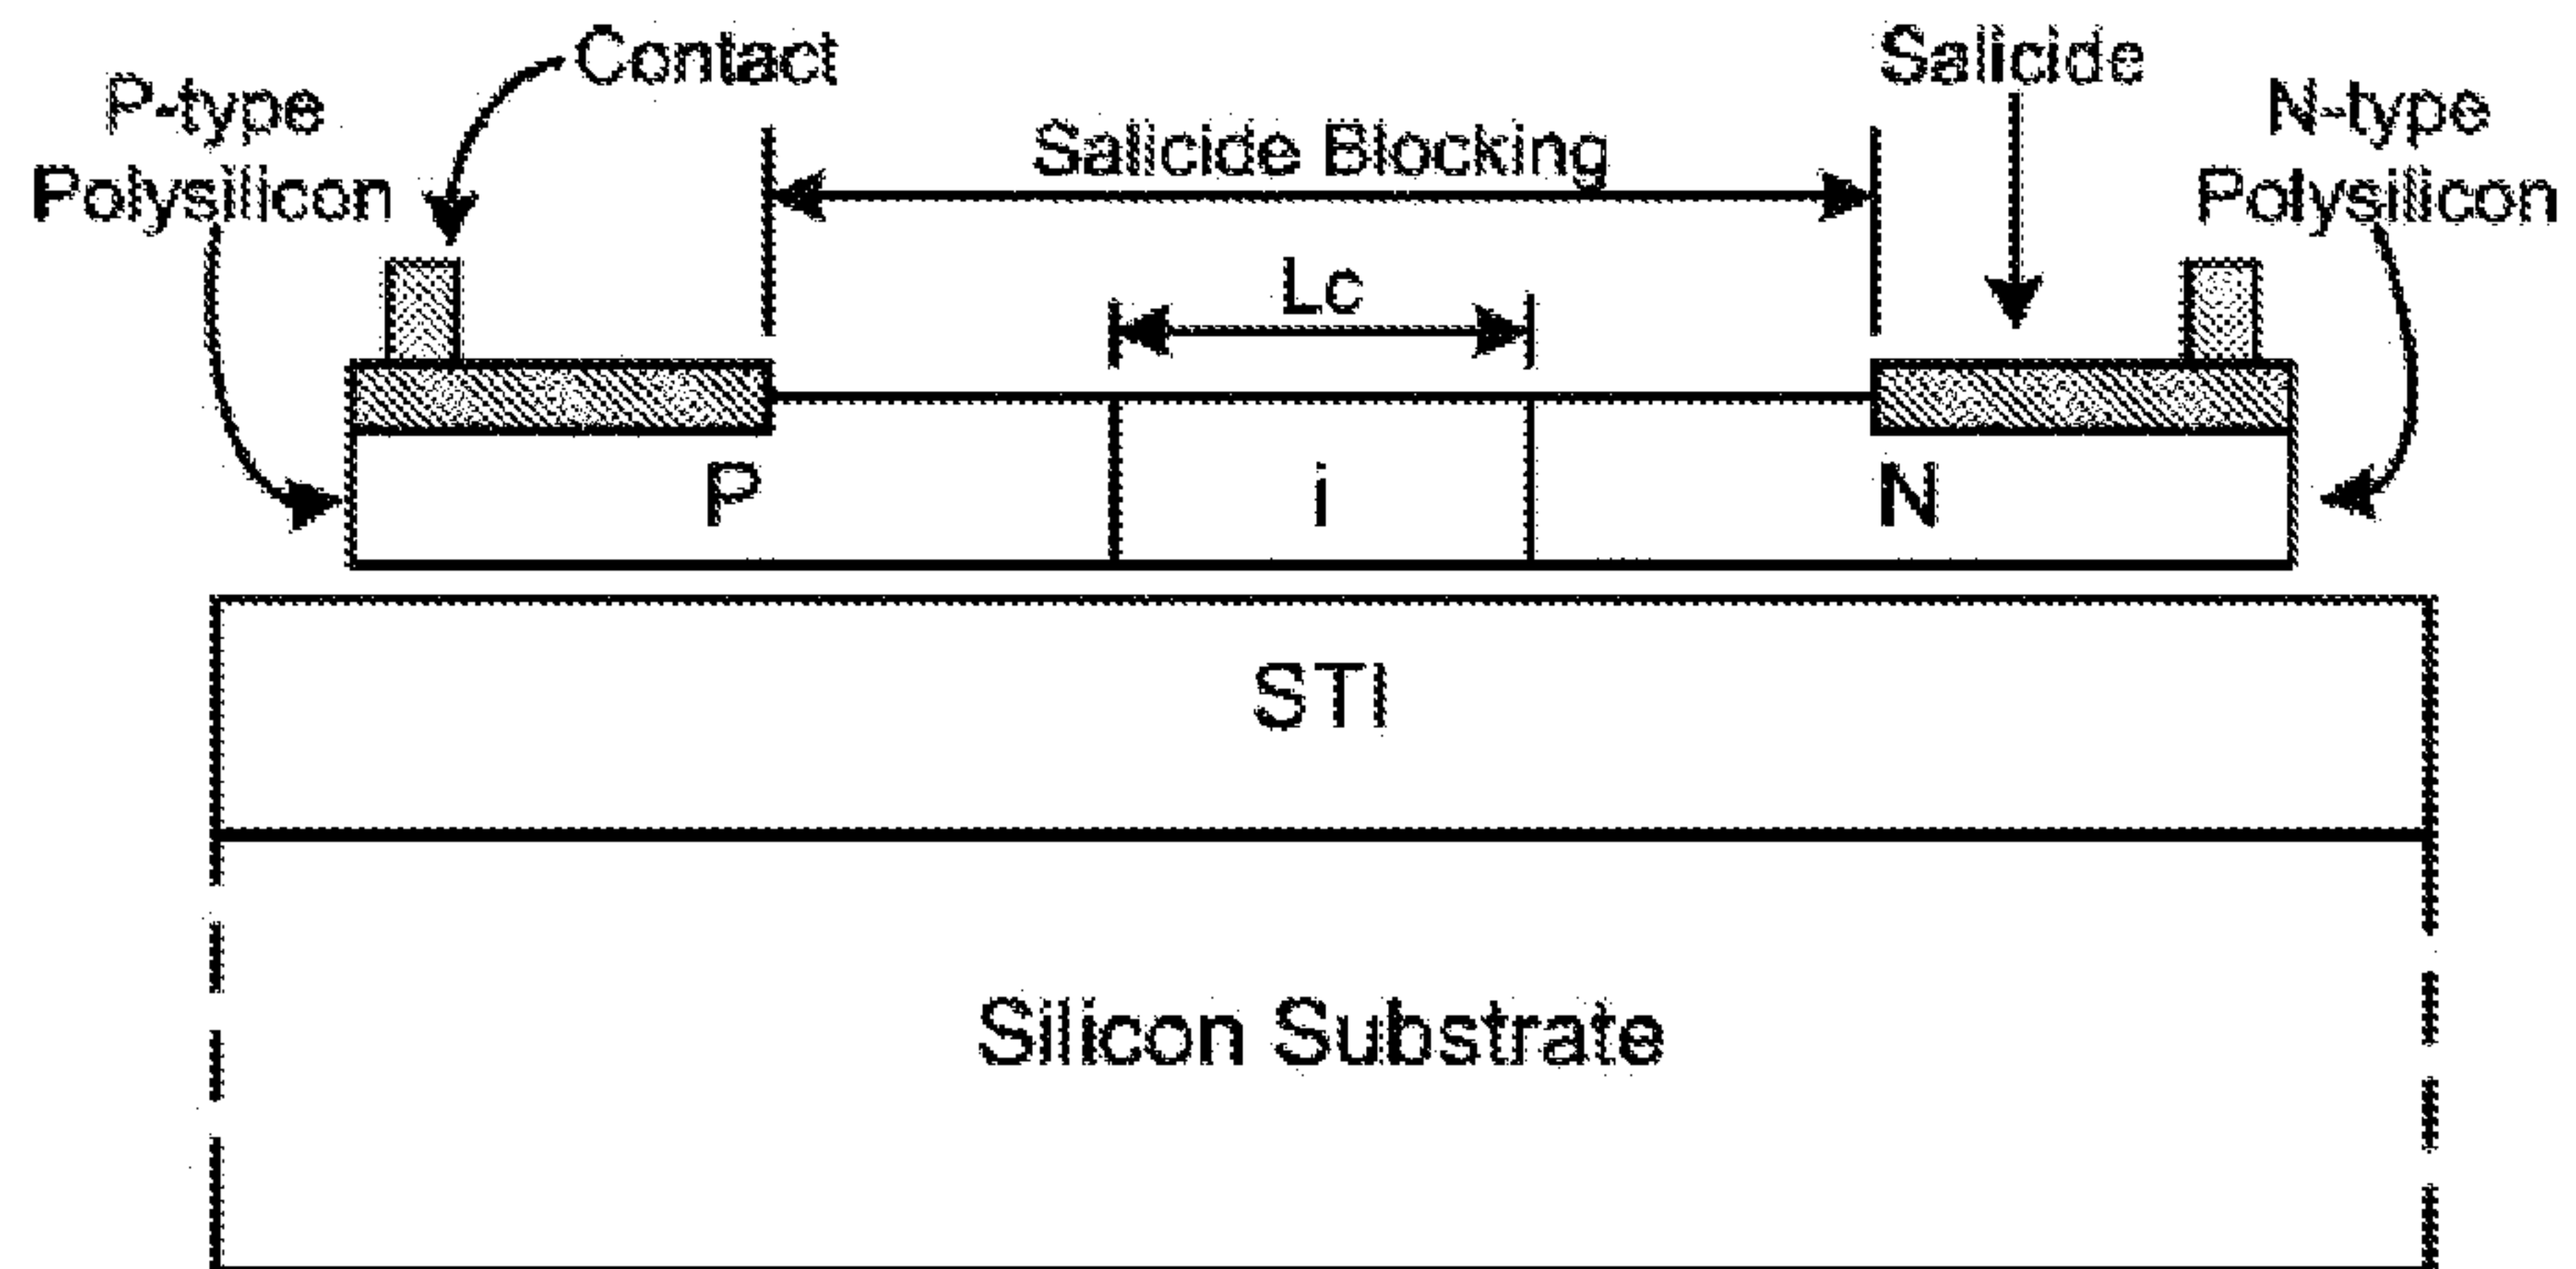 Contact
Salicide
P-type
Polysilicon
Salicide Blocking
N-type
Polysilicon
Lc
P
i
N
STI
Silicon Substrate